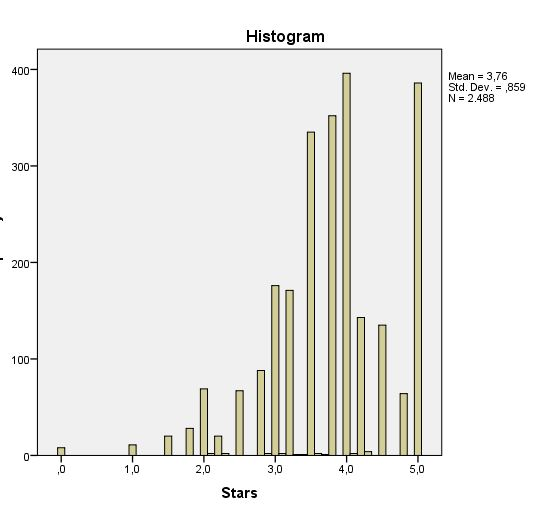 Histogram
Mean = 3,76
Std. Dev. = ,859
N = 2.488
400
300
200
100
0
,0 1,0 2,0 3,0 4,0 5,0
Stars